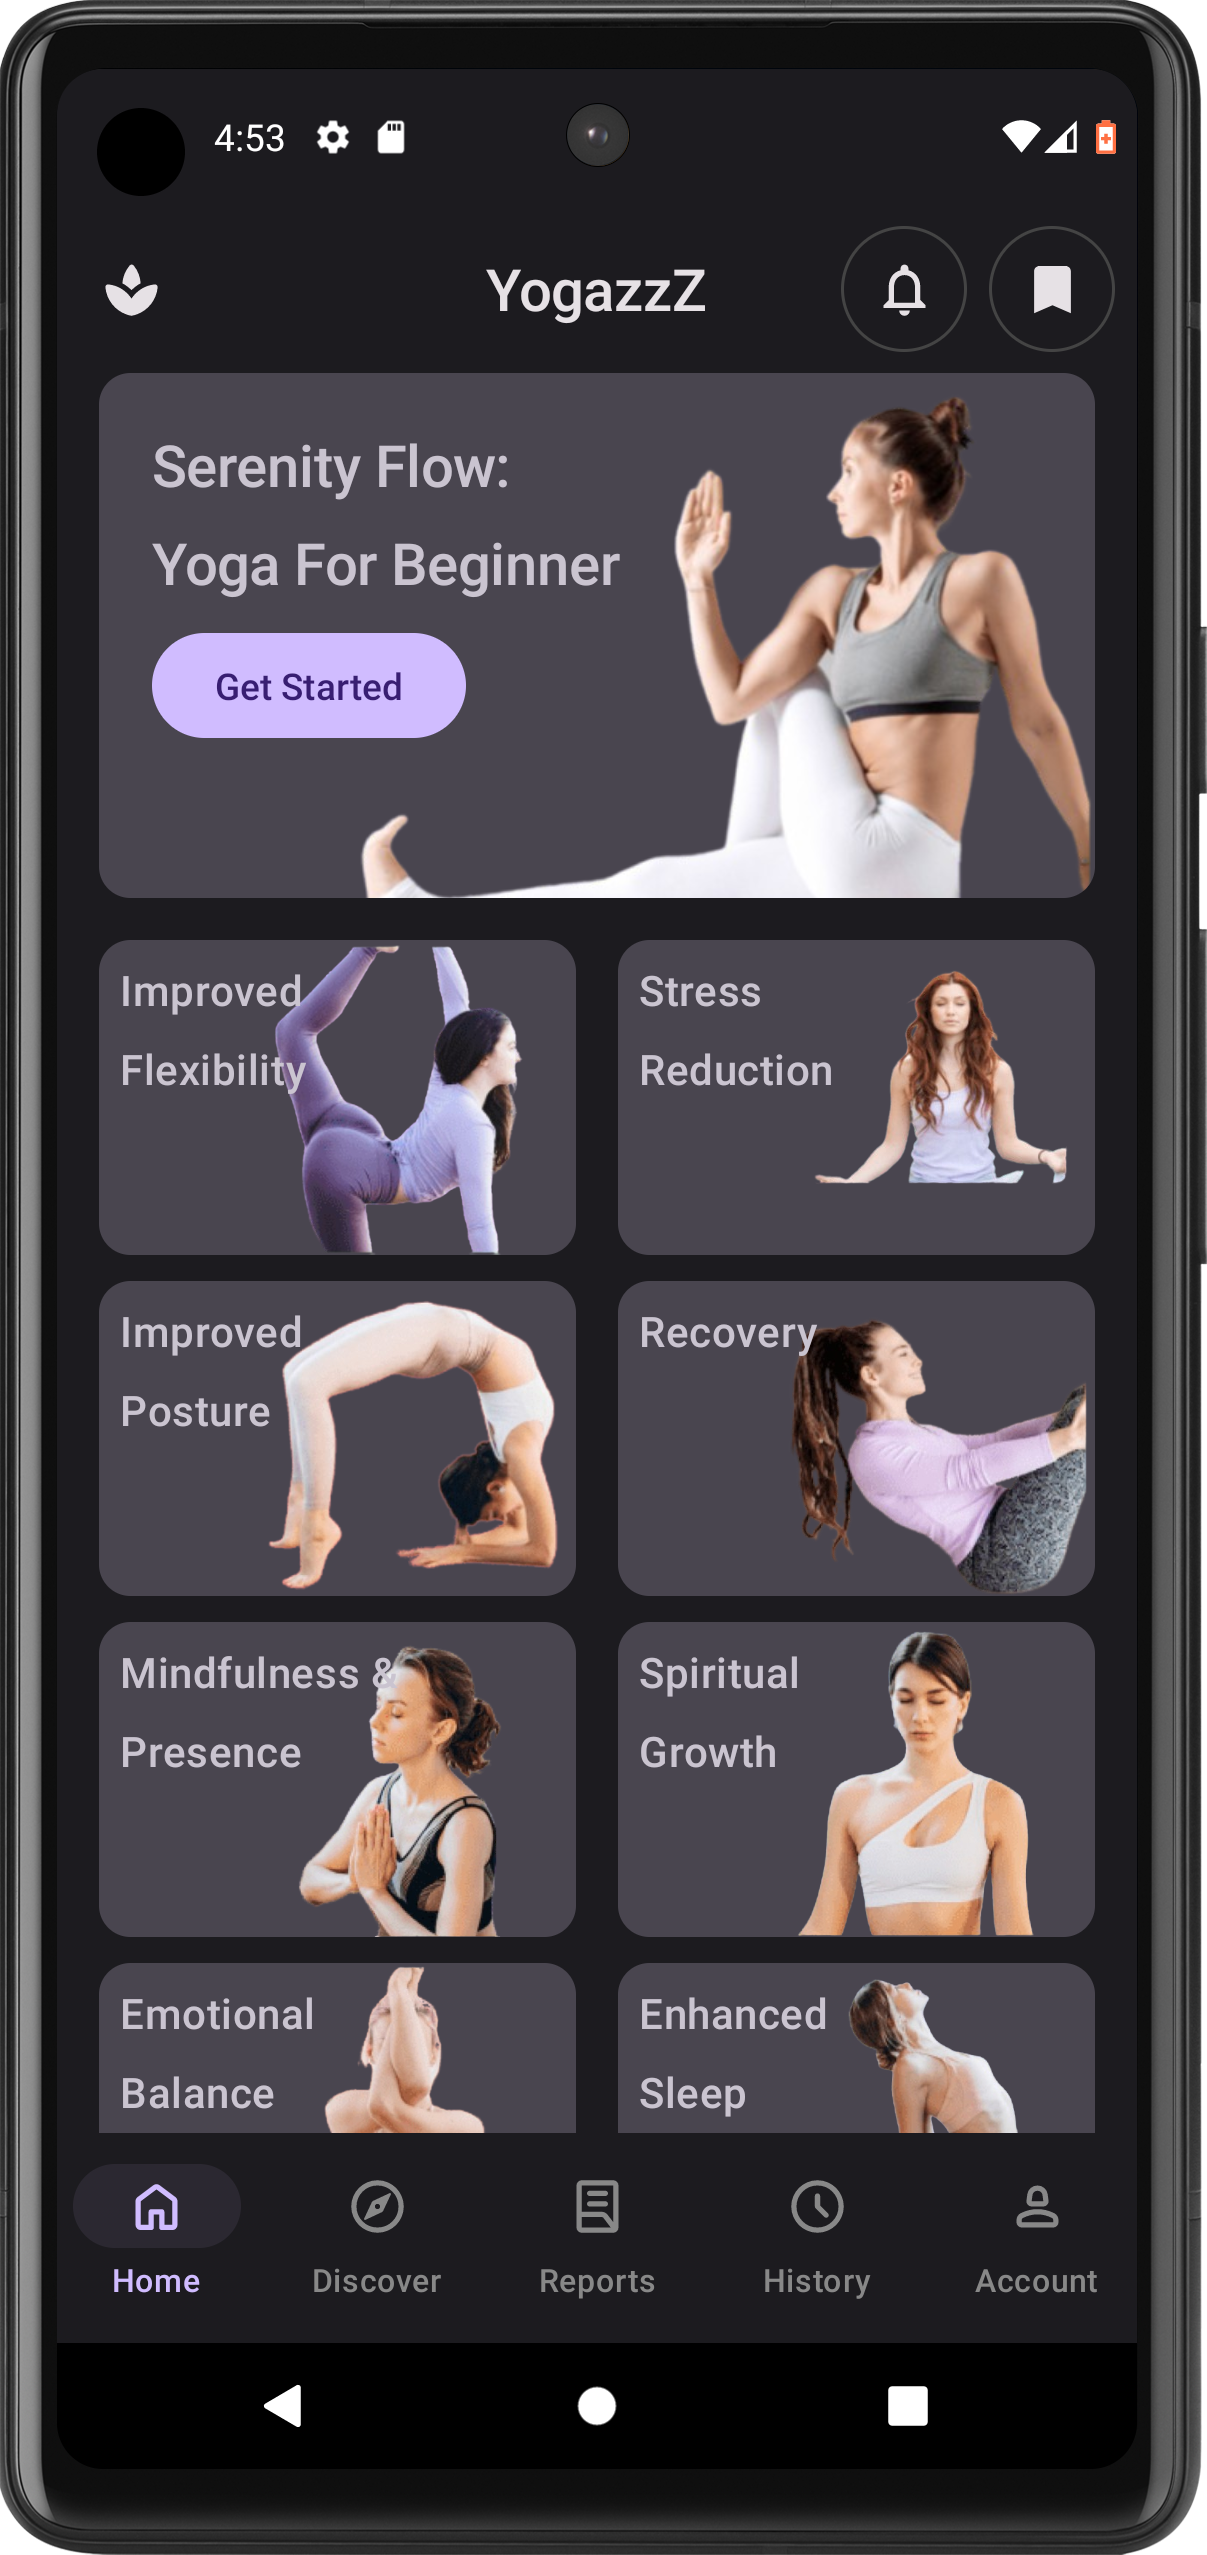 4:53
YogazzZ
Serenity Flow:
Yoga For Beginner
Get Started
Improved
Flexibility
Stress
Reduction
Improved
Posture
Recovery
Mindfulness &
Presence
Spiritual
Growth
Emotional
Balance
Enhanced
Sleep
Home
Discover
Reports
History
Account